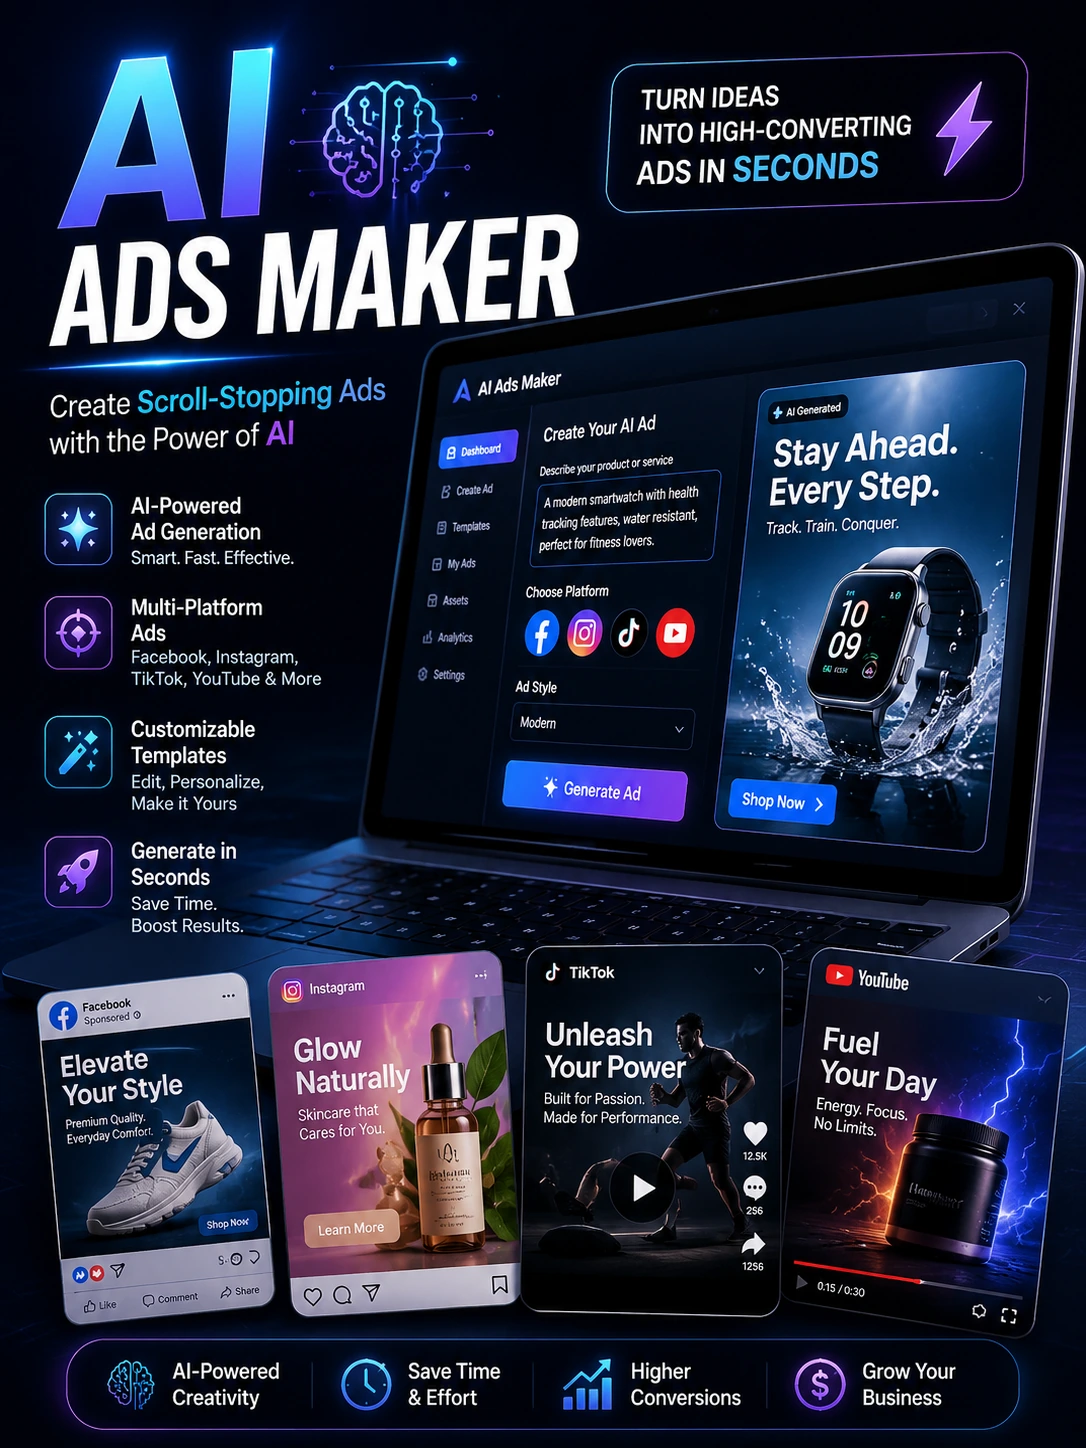 AI
ADS MAKER
TURN IDEAS
INTO HIGH-CONVERTING
ADS IN SECONDS
Create Scroll-Stopping Ads
with the Power of AI
AI-Powered
Ad Generation
Smart. Fast. Effective.
Multi-Platform
Ads
Facebook, Instagram,
TikTok, YouTube & More
Customizable
Templates
Edit, Personalize,
Make it Yours
Generate in
Seconds
Save Time.
Boost Results.
AI Ads Maker
Dashboard
Create Ad
Templates
My Ads
Assets
Analytics
Settings
Create Your AI Ad
Describe your product or service
A modern smartwatch with health
tracking features, water resistant,
perfect for fitness lovers.
Choose Platform
Ad Style
Modern
Generate Ad
AI Generated
Stay Ahead.
Every Step.
Track. Train. Conquer.
10
09
Shop Now
Facebook
Sponsored
Elevate
Your Style
Premium Quality.
Everyday Comfort.
Shop Now
Like
Comment
Share
Instagram
Glow
Naturally
Skincare that
Cares for You.
Learn More
TikTok
Unleash
Your Power
Built for Passion.
Made for Performance.
12.5K
256
1256
YouTube
Fuel
Your Day
Energy. Focus.
No Limits.
0:15 / 0:30
AI-Powered
Creativity
Save Time
& Effort
Higher
Conversions
Grow Your
Business